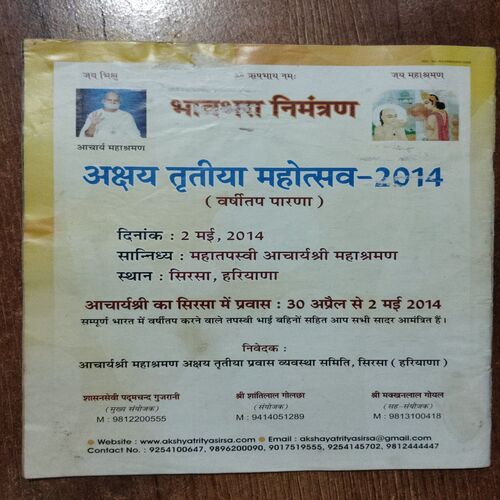 जय भिक्षु ॐ ऋषभाय नमः जय महाश्रमण
भावभरा निमंत्रण
आचार्य महाश्रमण
अक्षय तृतीया महोत्सव-2014
( वर्षीतप पारणा )
दिनांक : 2 मई, 2014
सान्निध्य : महातपस्वी आचार्यश्री महाश्रमण
स्थान : सिरसा, हरियाणा
आचार्यश्री का सिरसा में प्रवास : 30 अप्रैल से 2 मई 2014
सम्पूर्ण भारत में वर्षीतप करने वाले तपस्वी भाई बहिनों सहित आप सभी सादर आमंत्रित हैं।
निवेदक :
आचार्यश्री महाश्रमण अक्षय तृतीया प्रवास व्यवस्था समिति, सिरसा ( हरियाणा )
शासनसेवी पद्मचन्द गुजरानी श्री शांतिलाल गोलछा श्री मक्खनलाल गोयल
(मुख्य संयोजक) (संयोजक) (सह-संयोजक)
M : 9812200555 M : 9414051289 M : 9813100418
● Website : www.akshyatrityasirsa.com ● Email : akshayatrityasirsa@gmail.com
Contact No. : 9254100647, 9896200090, 9017519555, 9254145702, 9812444447